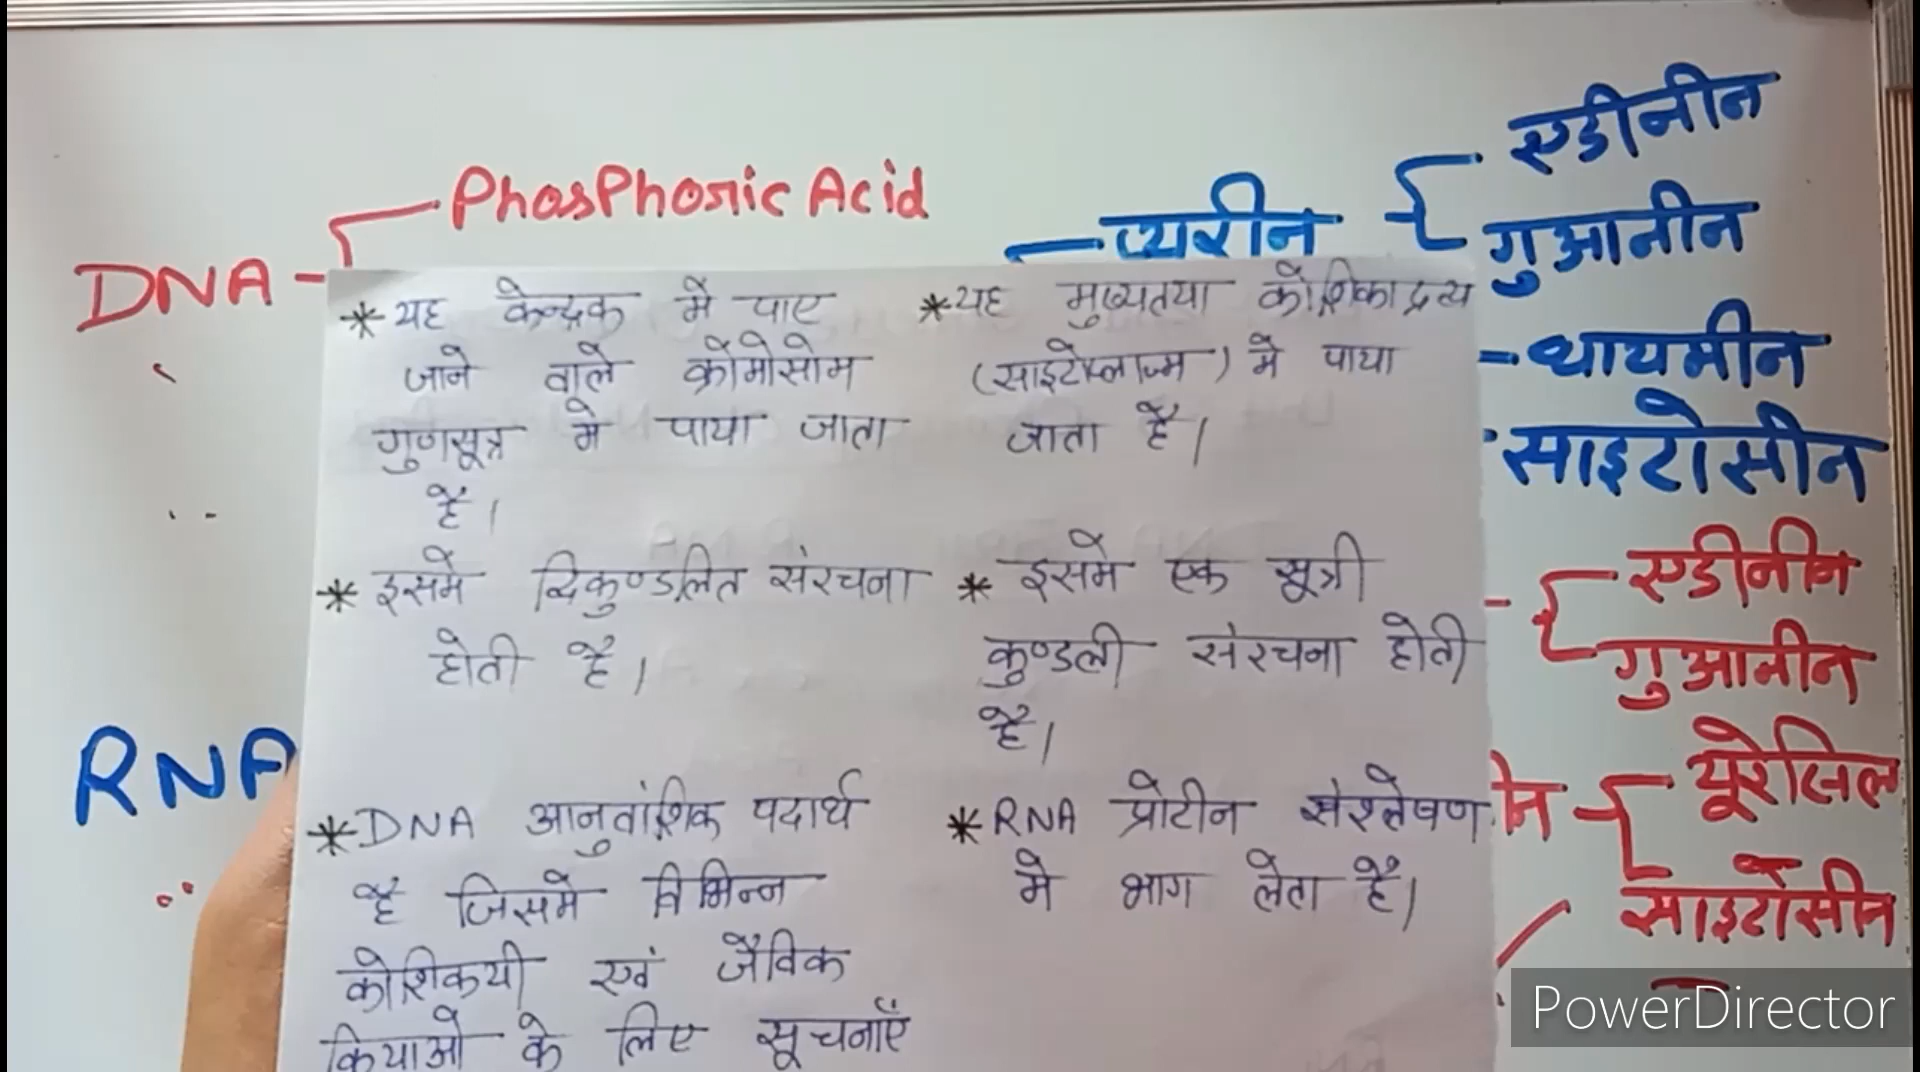 DNA
Phosphoric Acid
प्यूरीन
एडीनीन
गुआनीन
थायमीन
साइटोसीन
* यह केन्द्रक में पाए
जाने वाले क्रोमोसोम
गुणसूत्र मे पाया जाता
है।
* इसमे द्विकुण्डलित संरचना
होती है।
* DNA आनुवांशिक पदार्थ
है जिसमे विभिन्न
कोशिकयी एवं जैविक
कियाओ के लिए सूचनाएँ
* यह मुख्यतया कोशिकाद्रव्य
(साइटोप्लाज्म) मे पाया
जाता है।
* इसमे एक सूत्री
कुण्डली संरचना होती
है।
* RNA प्रोटीन संश्लेषण
मे भाग लेता है।
RNA
एडीनीन
गुआनीन
यूरेसिल
साइटोसीन
PowerDirector